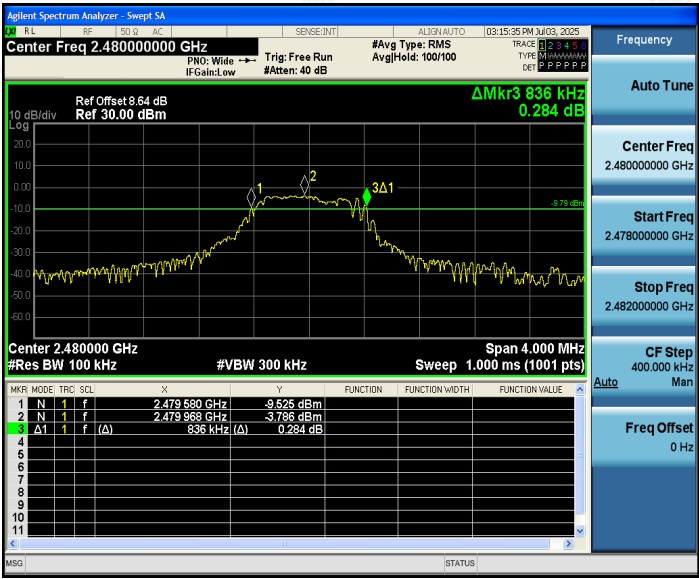 Agilent Spectrum Analyzer - Swept SA
RL RF 50 Ω AC SENSE:INT ALIGN AUTO 03:15:35 PM Jul 03, 2025
Center Freq 2.480000000 GHz
PNO: Wide
IFGain:Low
Trig: Free Run
#Atten: 40 dB
#Avg Type: RMS
Avg|Hold: 100/100
TRACE 1 2 3 4 5 6
TYPE M
DET P P P P P P
ΔMkr3 836 kHz
0.284 dB
Ref Offset 8.64 dB
10 dB/div Ref 30.00 dBm
Log
20.0
10.0
0.00
-10.0
-20.0
-30.0
-40.0
-50.0
-60.0
1
2
3Δ1
-9.79 dBm
Center 2.480000 GHz Span 4.000 MHz
#Res BW 100 kHz #VBW 300 kHz Sweep 1.000 ms (1001 pts)
MKR MODE TRC SCL X Y FUNCTION FUNCTION WIDTH FUNCTION VALUE
1 N 1 f 2.479 580 GHz -9.525 dBm
2 N 1 f 2.479 968 GHz -3.786 dBm
3 Δ1 1 f (Δ) 836 kHz (Δ) 0.284 dB
4
5
6
7
8
9
10
11
MSG STATUS
Frequency
Auto Tune
Center Freq
2.480000000 GHz
Start Freq
2.478000000 GHz
Stop Freq
2.482000000 GHz
CF Step
400.000 kHz
Auto Man
Freq Offset
0 Hz